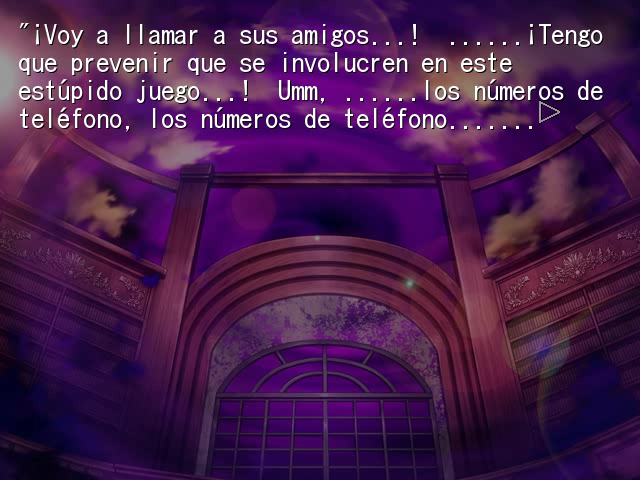 "¡Voy a llamar a sus amigos...!  ......¡Tengo
que prevenir que se involucren en este
estúpido juego...!  Umm, ......los números de
teléfono, los números de teléfono.......